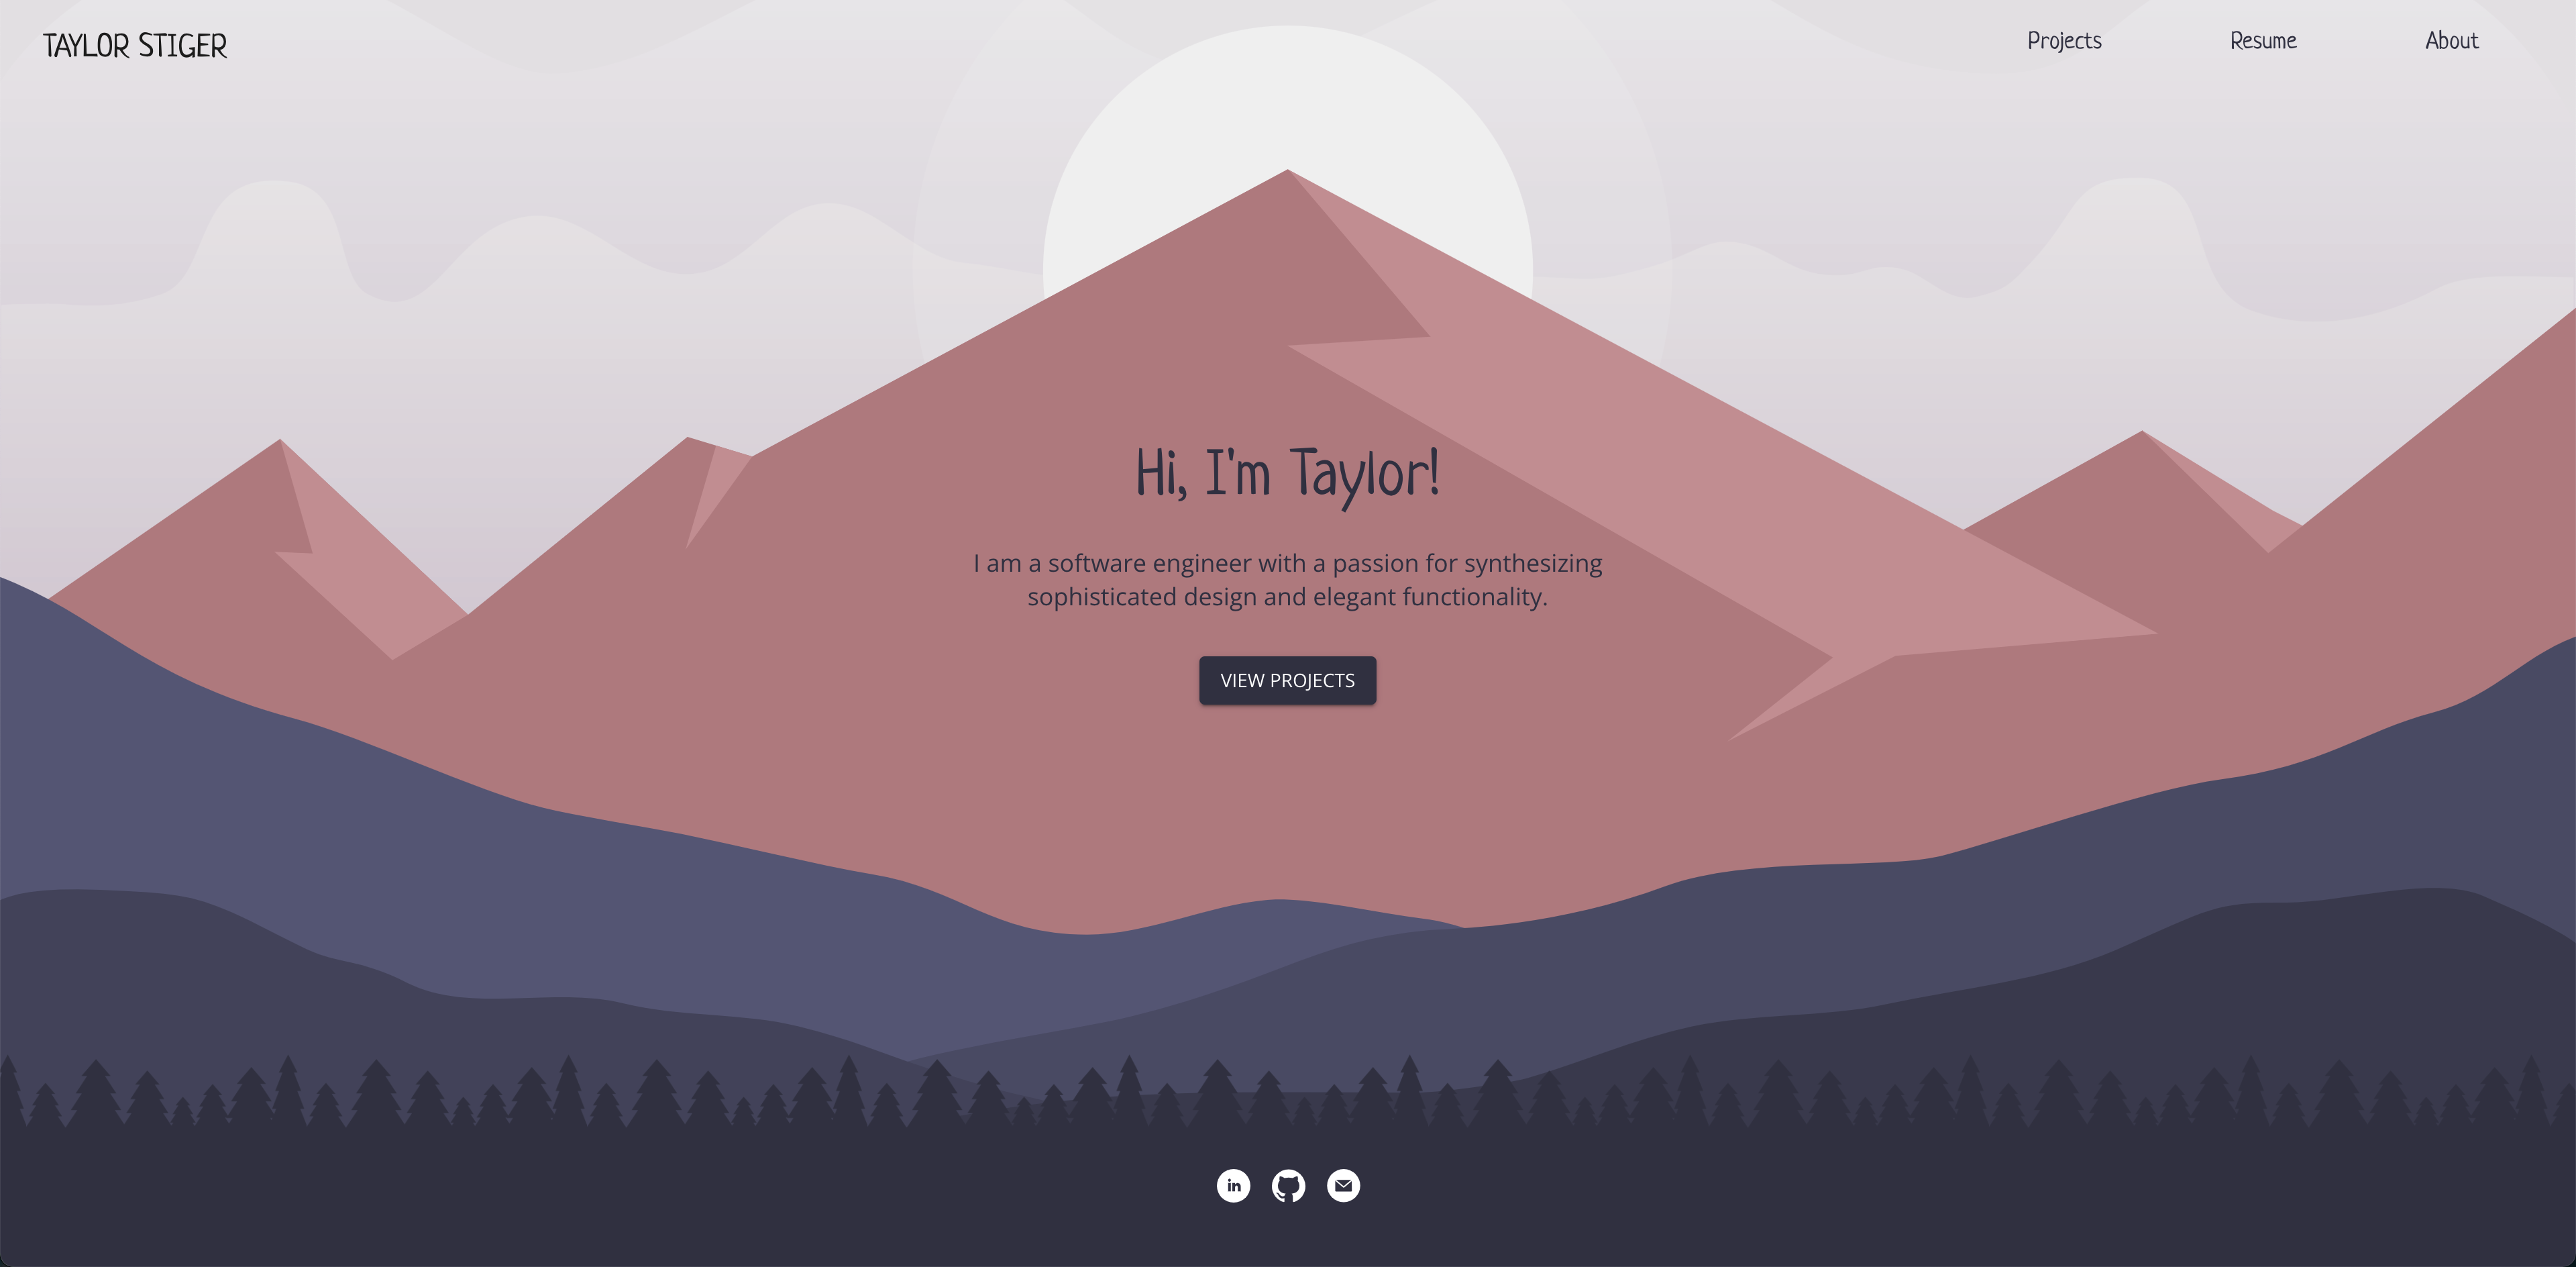 TAYLOR STIGER
Projects
Resume
About
Hi, I'm Taylor!
I am a software engineer with a passion for synthesizing
sophisticated design and elegant functionality.
VIEW PROJECTS
in